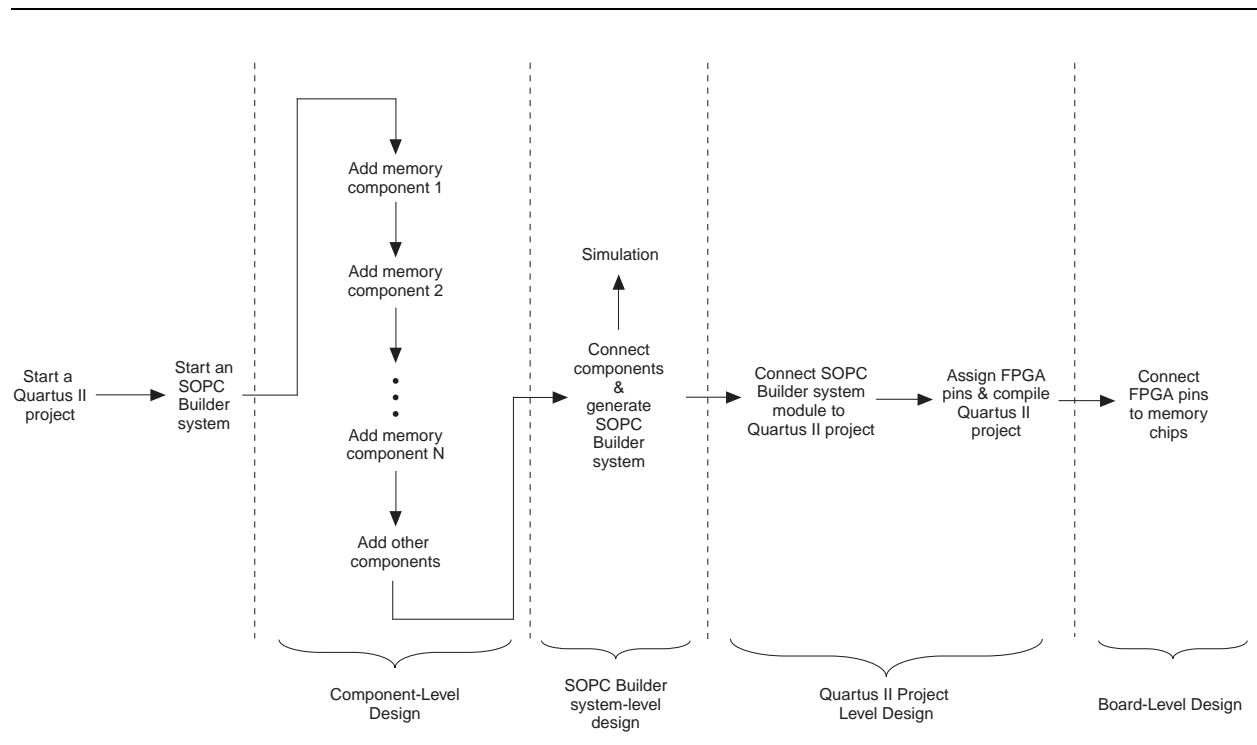 Start a
Quartus II
project
Start an
SOPC
Builder
system
Add memory
component 1
Add memory
component 2
Add memory
component N
Add other
components
Simulation
Connect
components
&
generate
SOPC
Builder
system
Connect SOPC
Builder system
module to
Quartus II project
Assign FPGA
pins & compile
Quartus II
project
Connect
FPGA pins
to memory
chips
Component-Level
Design
SOPC Builder
system-level
design
Quartus II Project
Level Design
Board-Level Design